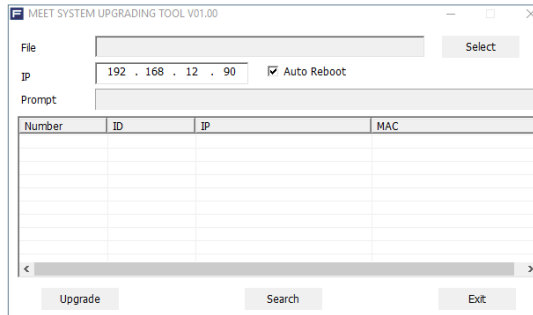 F MEET SYSTEM UPGRADING TOOL V01.00
File Select
IP 192 . 168 . 12 . 90 Auto Reboot
Prompt
Number ID IP MAC
Upgrade Search Exit